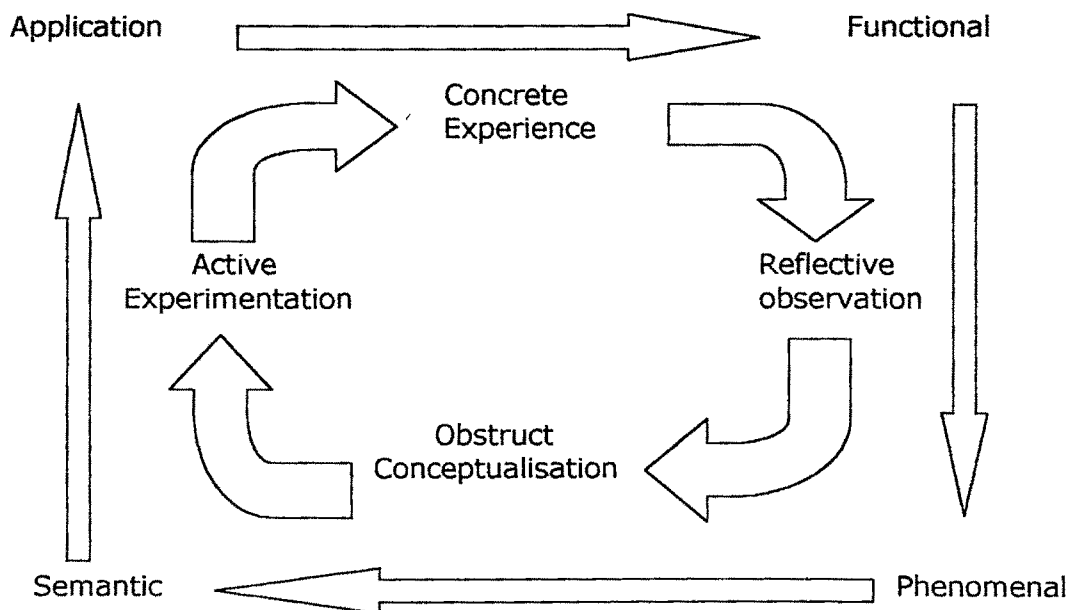 Application
Functional
Concrete
Experience
Active
Experimentation
Reflective
observation
Obstruct
Conceptualisation
Semantic
Phenomenal